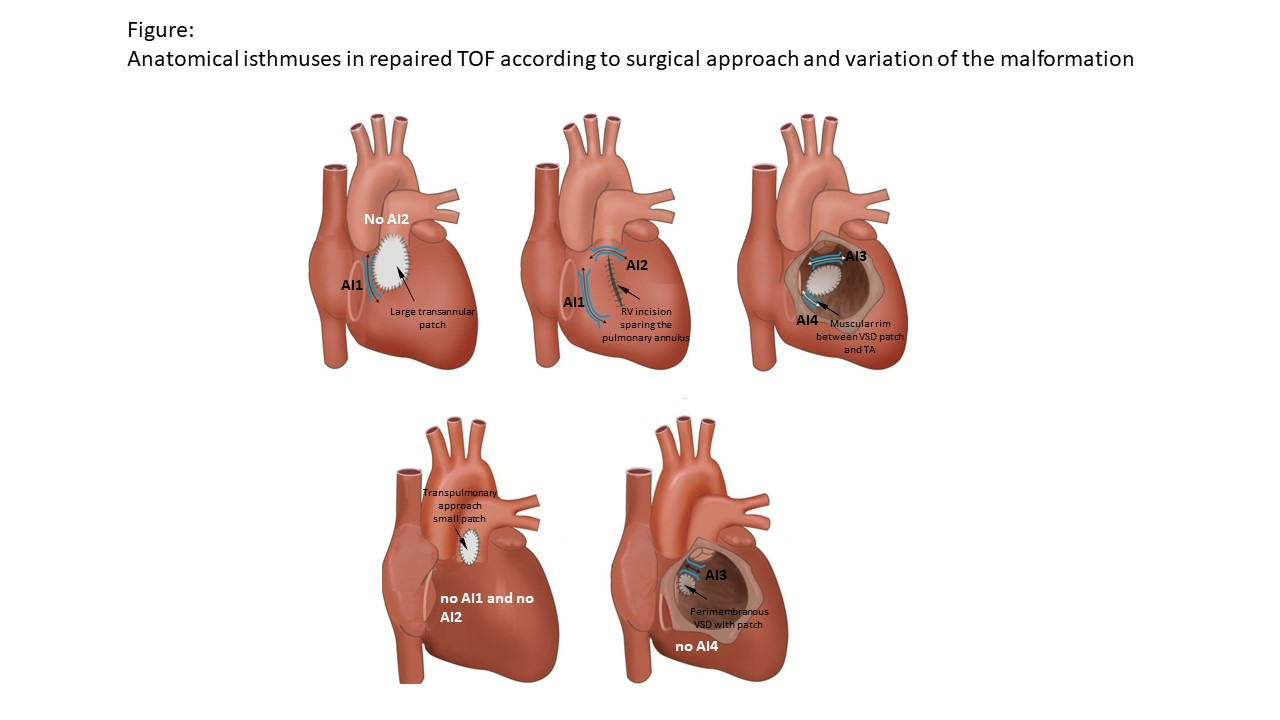 Figure:
Anatomical isthmuses in repaired TOF according to surgical approach and variation of the malformation
No AI2
AI1
Large transannular
patch
AI2
AI1
RV incision
sparing the
pulmonary annulus
AI3
AI4
Muscular rim
between VSD patch
and TA
Transpulmonary
approach
small patch
no AI1 and no
AI2
AI3
Perimembranous
VSD with patch
no AI4